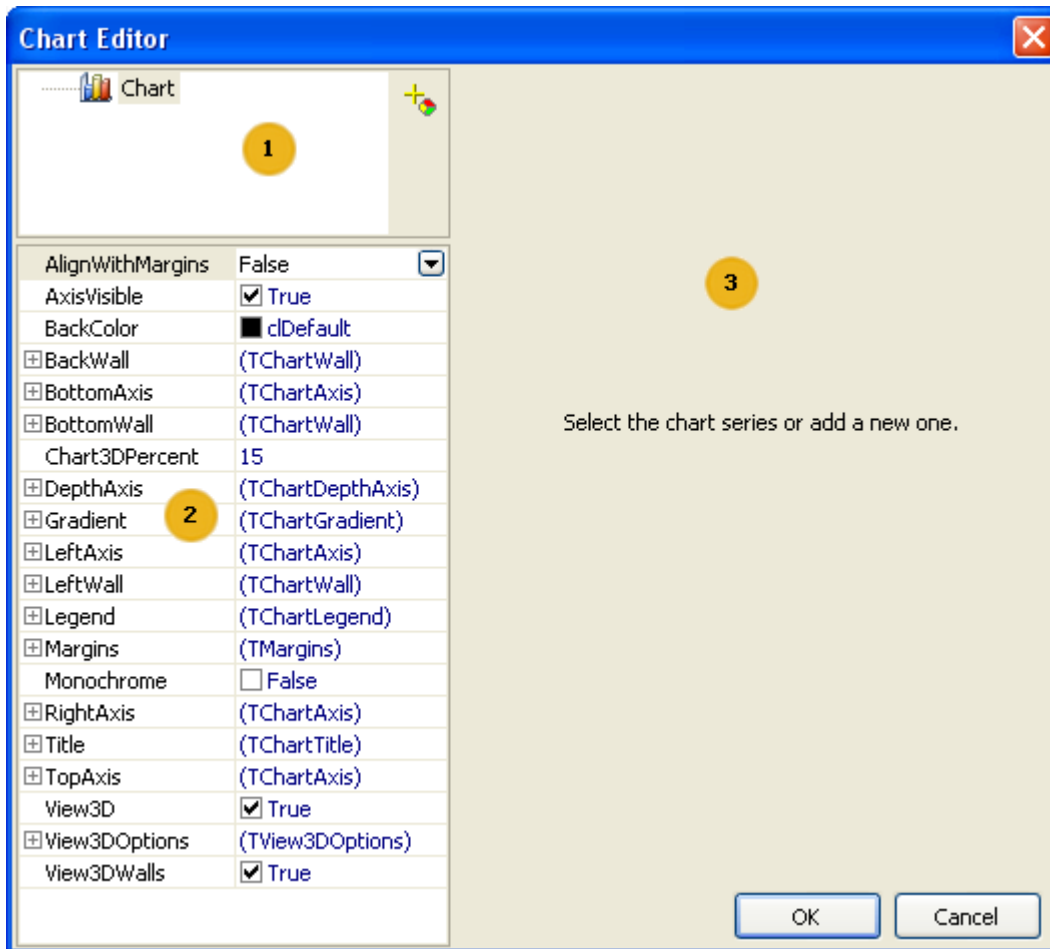 Chart Editor
Chart
1
AlignWithMargins False
AxisVisible True
BackColor clDefault
BackWall (TChartWall)
BottomAxis (TChartAxis)
BottomWall (TChartWall)
Chart3DPercent 15
DepthAxis (TChartDepthAxis)
Gradient (TChartGradient)
2
LeftAxis (TChartAxis)
LeftWall (TChartWall)
Legend (TChartLegend)
Margins (TMargins)
Monochrome False
RightAxis (TChartAxis)
Title (TChartTitle)
TopAxis (TChartAxis)
View3D True
View3DOptions (TView3DOptions)
View3DWalls True
3
Select the chart series or add a new one.
OK Cancel